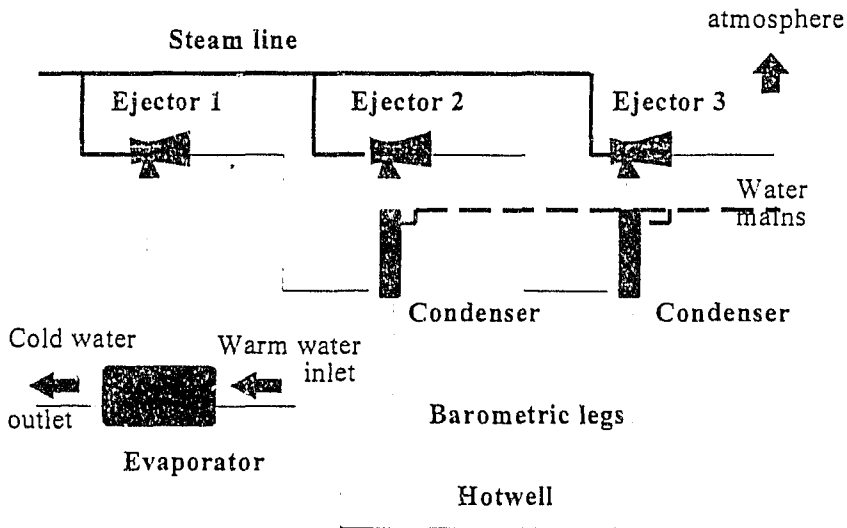 atmosphere
Steam line
Ejector 1
Ejector 2
Ejector 3
Water
mains
Condenser
Condenser
Cold water
Warm water
inlet
outlet
Barometric legs
Evaporator
Hotwell